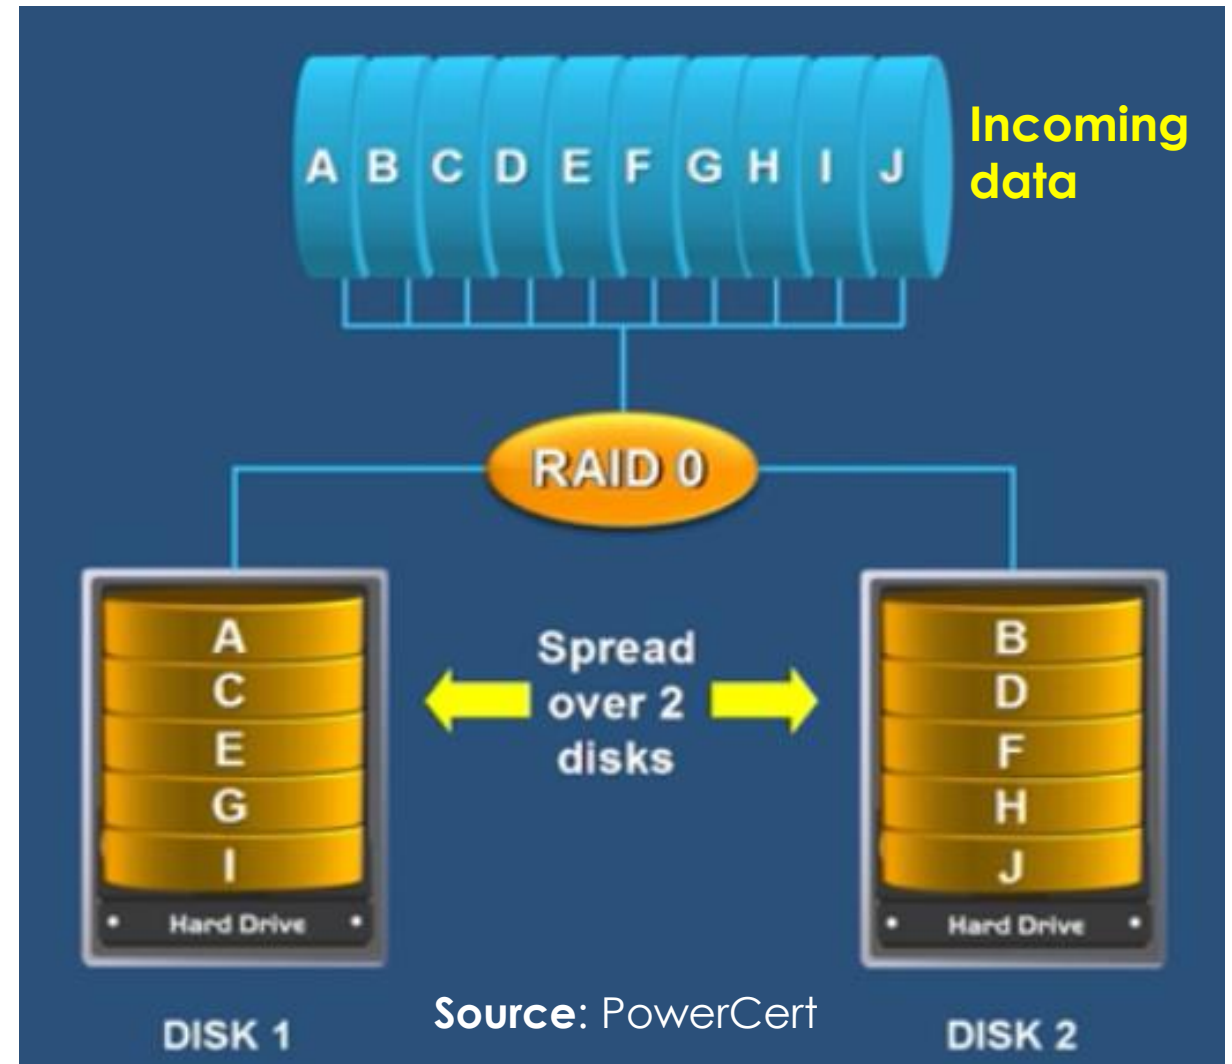 A B C D E F G H I J
Incoming
data
RAID 0
A
C
E
G
I
Hard Drive
DISK 1
Spread
over 2
disks
B
D
F
H
J
Hard Drive
DISK 2
Source: PowerCert